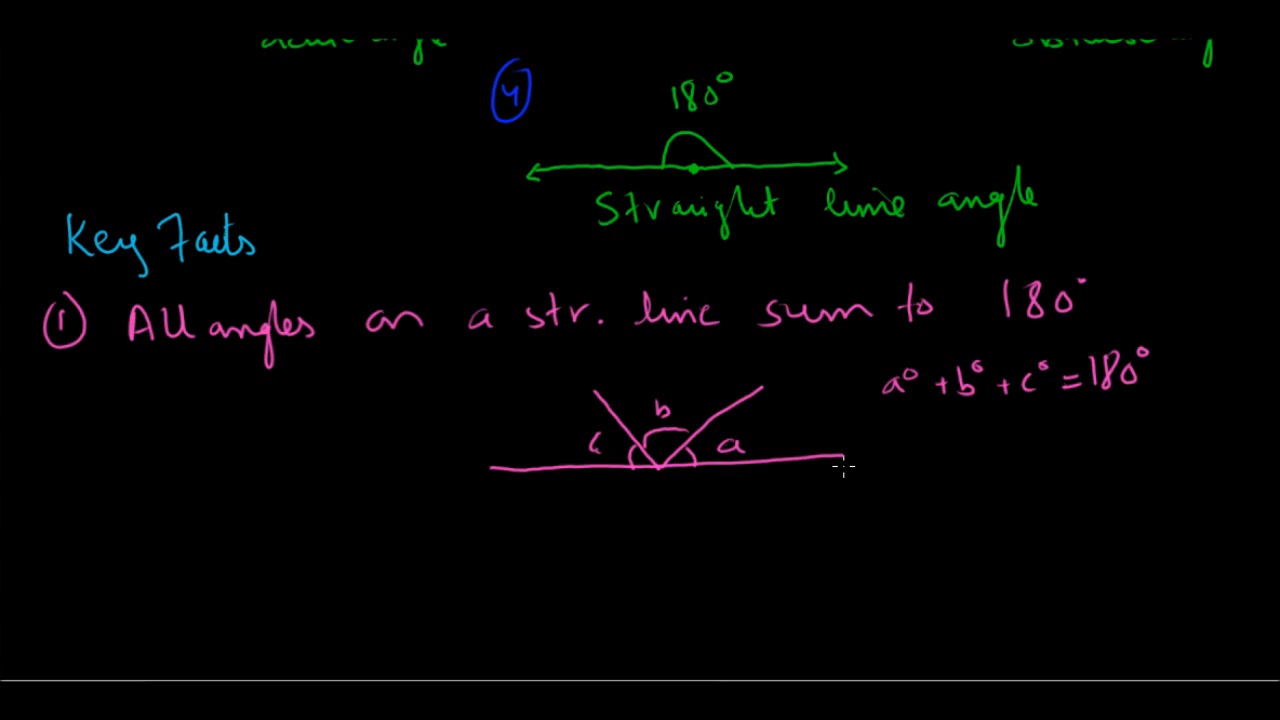 4
180°
Straight line angle
Key Facts
① All angles on a str. line sum to 180°
a° + b° + c° = 180°
b
c a